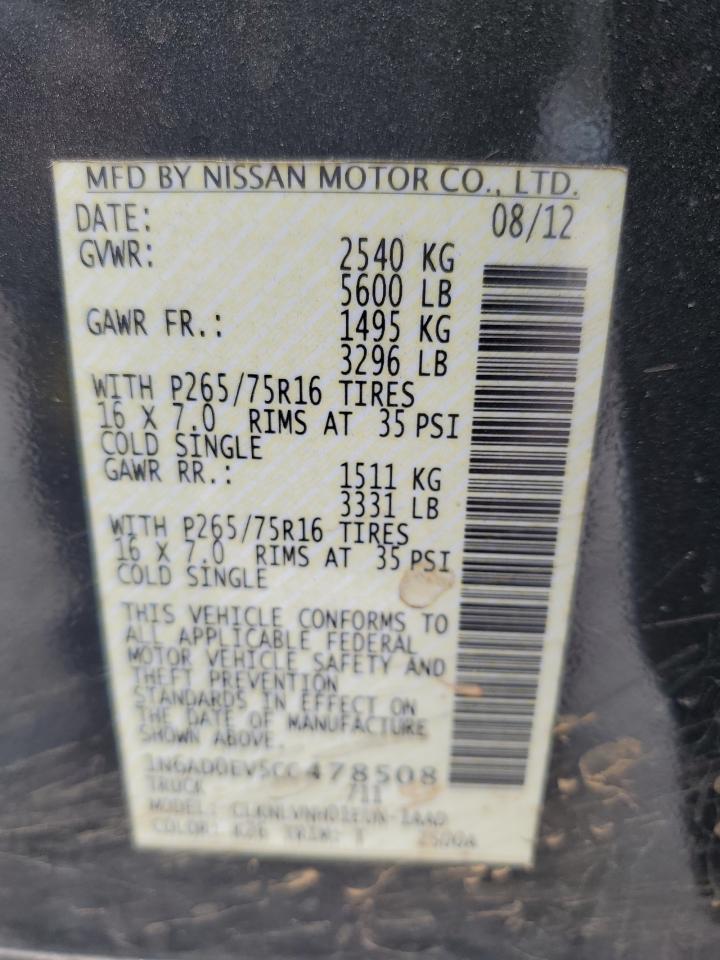 MFD BY NISSAN MOTOR CO., LTD.
DATE: 08/12
GVWR: 2540 KG
5600 LB
GAWR FR.: 1495 KG
3296 LB
WITH P265/75R16 TIRES
16 X 7.0 RIMS AT 35 PSI
COLD SINGLE
GAWR RR.: 1511 KG
3331 LB
WITH P265/75R16 TIRES
16 X 7.0 RIMS AT 35 PSI
COLD SINGLE
THIS VEHICLE CONFORMS TO
ALL APPLICABLE FEDERAL
MOTOR VEHICLE SAFETY AND
THEFT PREVENTION
STANDARDS IN EFFECT ON
THE DATE OF MANUFACTURE
SHOWN ABOVE.
1N6AD0EV5CC478508
TRUCK /11
MODEL:
COLOR: K26 TRIM: